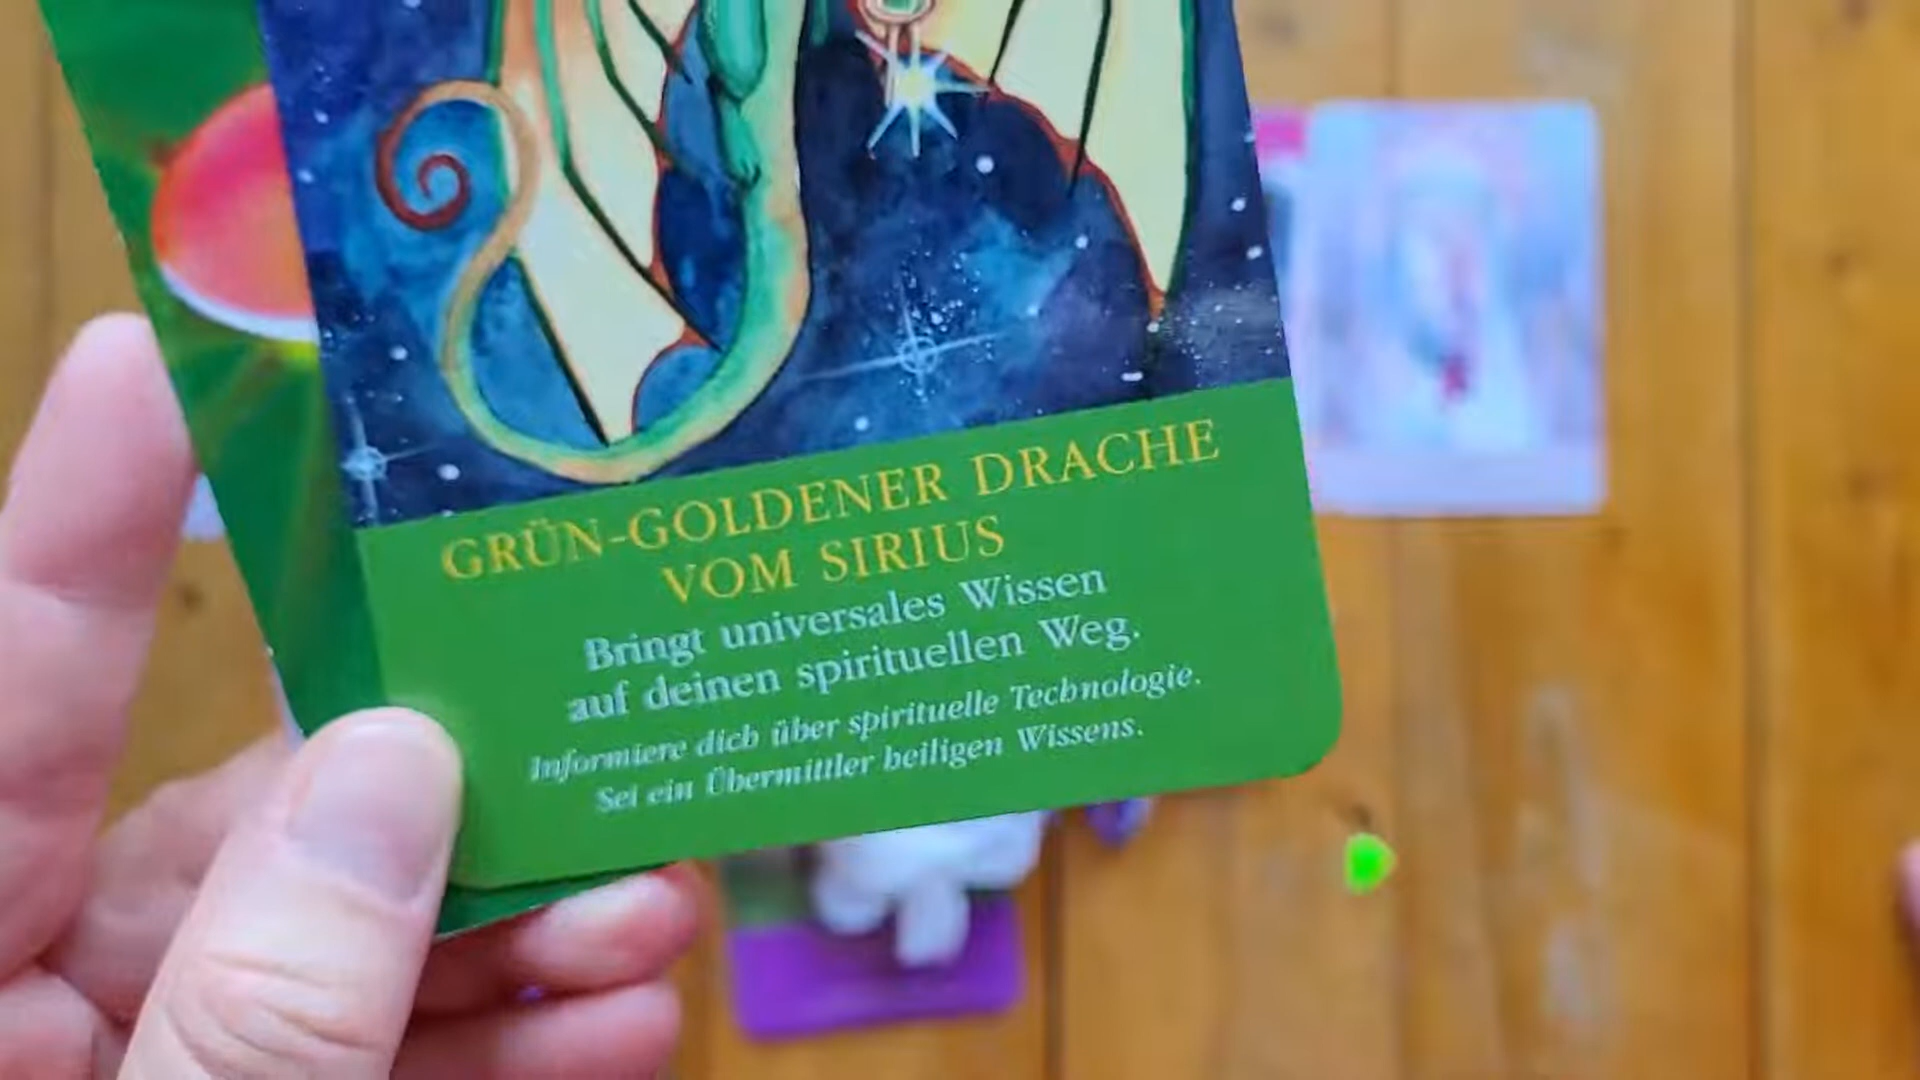 GRÜN-GOLDENER DRACHE
VOM SIRIUS
Bringt universales Wissen
auf deinen spirituellen Weg.
Informiere dich über spirituelle Technologie.
Sei ein Übermittler heiligen Wissens.